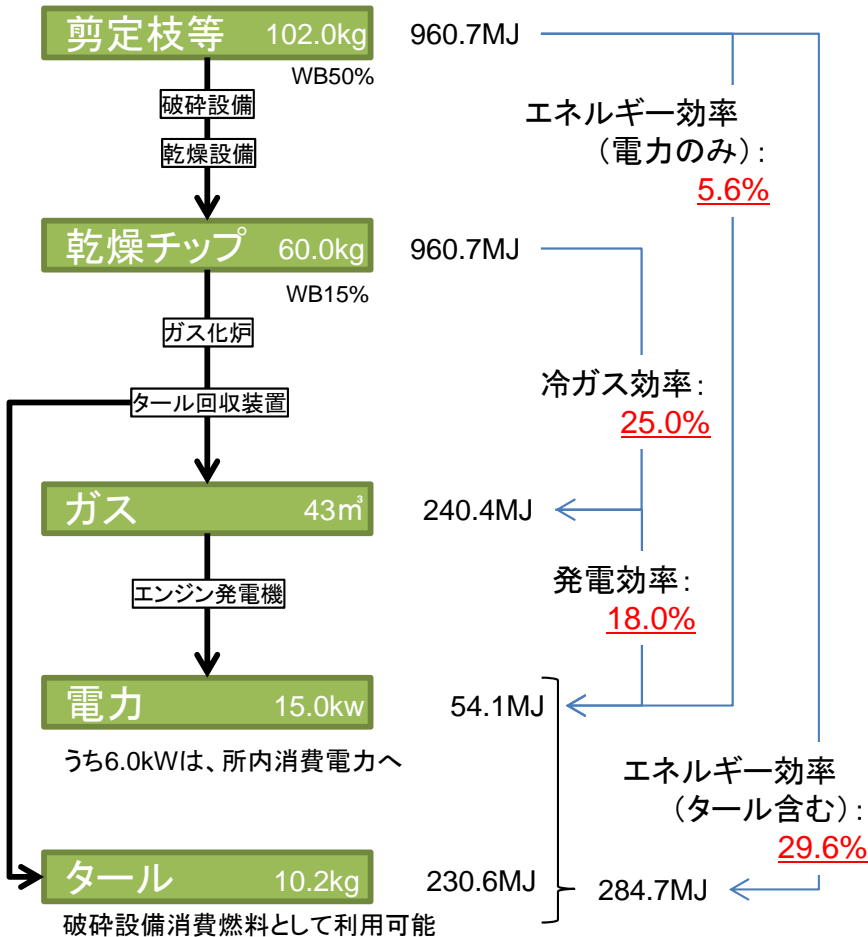 剪定枝等 102.0kg 960.7MJ
WB50%
破砕設備
乾燥設備
エネルギー効率
（電力のみ）：
5.6%
乾燥チップ 60.0kg 960.7MJ
WB15%
ガス化炉
冷ガス効率：
25.0%
タール回収装置
ガス 43㎥ 240.4MJ
エンジン発電機
発電効率：
18.0%
電力 15.0kw 54.1MJ
うち6.0kWは、所内消費電力へ
エネルギー効率
（タール含む）：
29.6%
タール 10.2kg 230.6MJ 284.7MJ
破砕設備消費燃料として利用可能